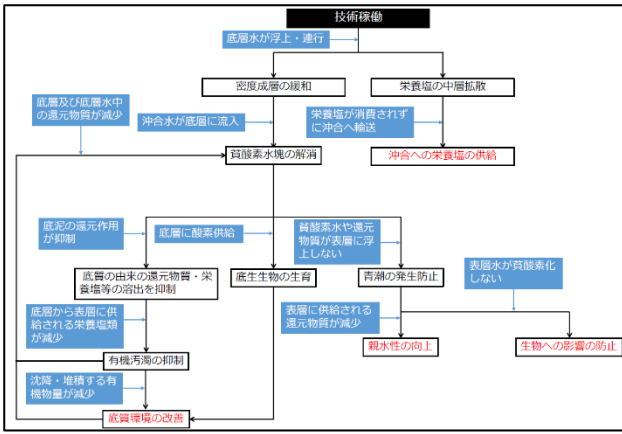 技術稼働
底層水が浮上・連行
密度成層の緩和
栄養塩の中層拡散
底層及び底層水中
の還元物質が減少
沖合水が底層に流入
栄養塩が消費されず
に沖合へ輸送
貧酸素水塊の解消
沖合への栄養塩の供給
底泥の還元作用
が抑制
底層に酸素供給
貧酸素水や還元
物質が表層に浮
上しない
表層水が貧酸素化
しない
底質の由来の還元物質・栄
養塩等の溶出を抑制
底生生物の生育
青潮の発生防止
底層から表層に供
給される栄養塩類
が減少
表層に供給される
還元物質が減少
有機汚濁の抑制
親水性の向上
生物への影響の防止
沈降・堆積する有
機物量が減少
底質環境の改善